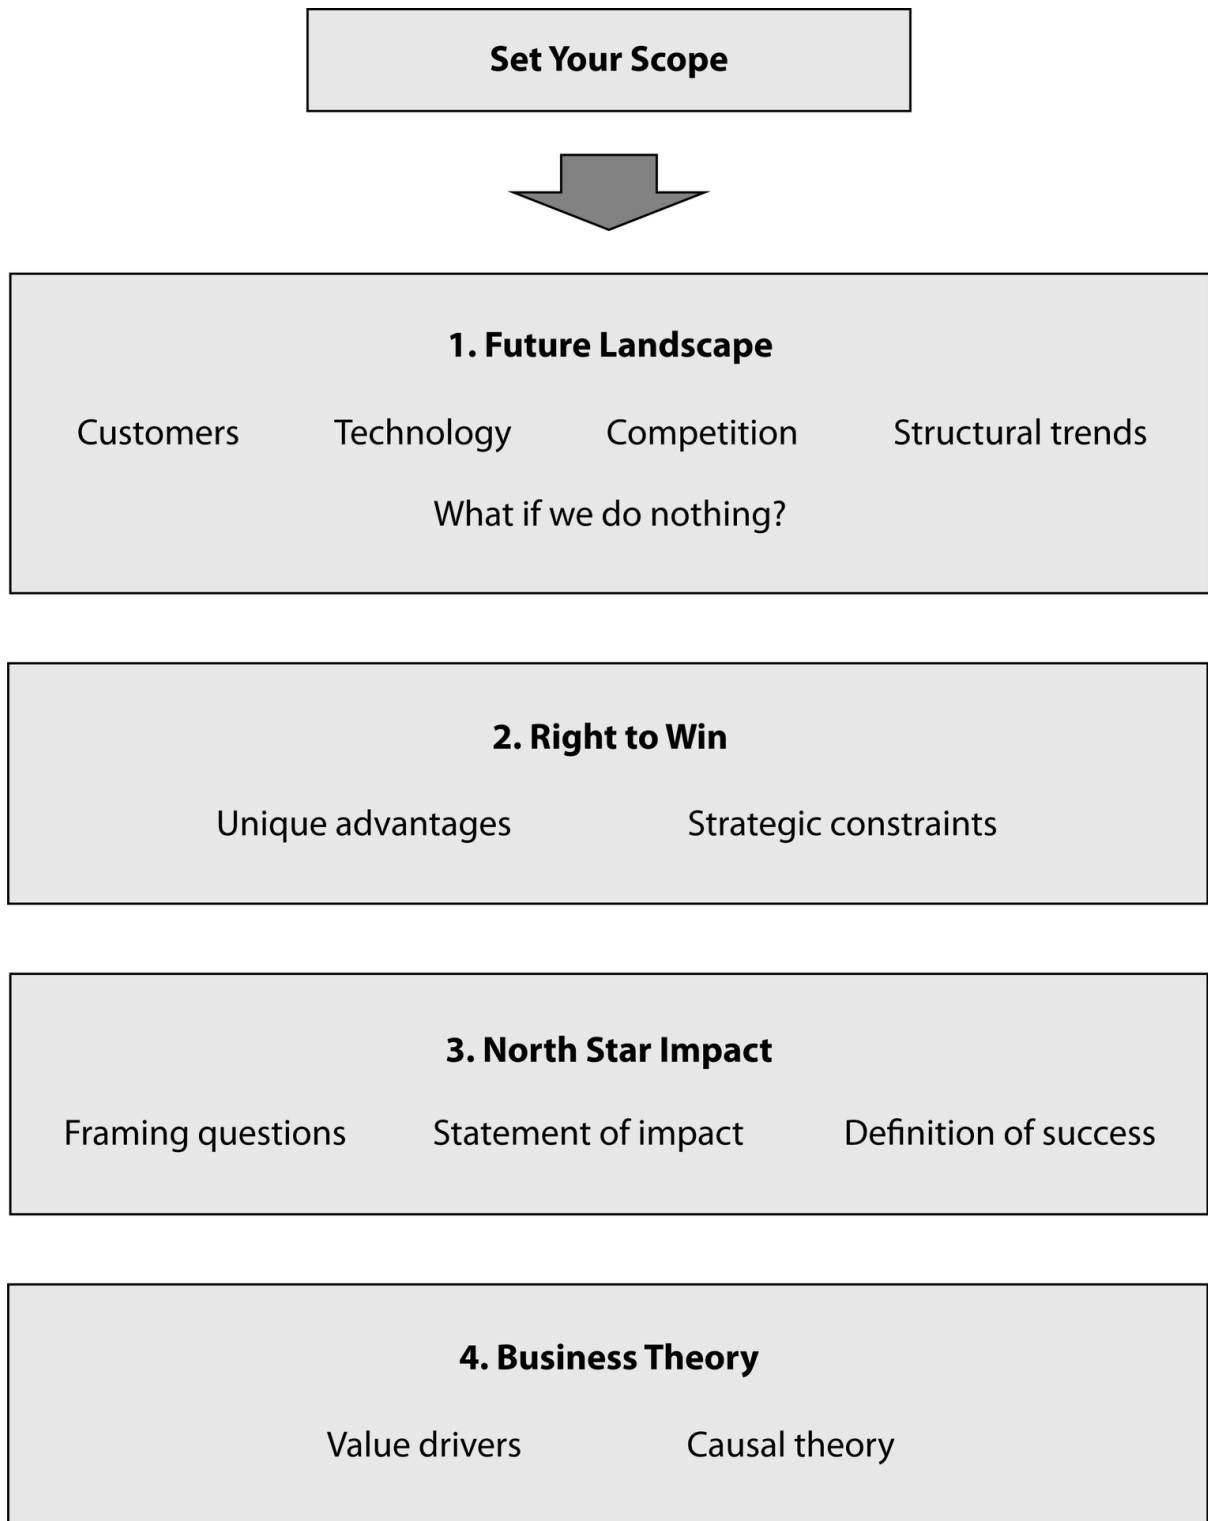 Set Your Scope
1. Future Landscape
Customers Technology Competition Structural trends
What if we do nothing?
2. Right to Win
Unique advantages Strategic constraints
3. North Star Impact
Framing questions Statement of impact Definition of success
4. Business Theory
Value drivers Causal theory